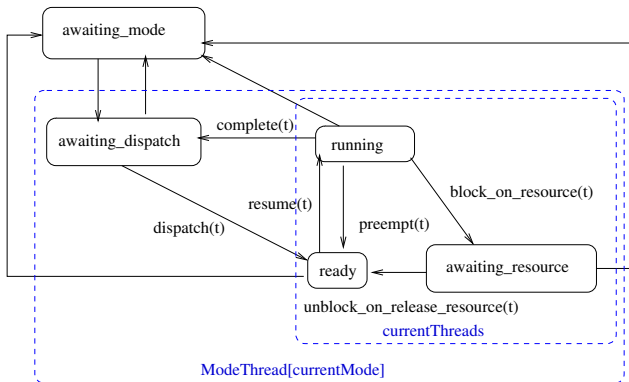 awaiting_mode
awaiting_dispatch
complete(t)
running
block_on_resource(t)
resume(t)
preempt(t)
dispatch(t)
ready
awaiting_resource
unblock_on_release_resource(t)
currentThreads
ModeThread[currentMode]